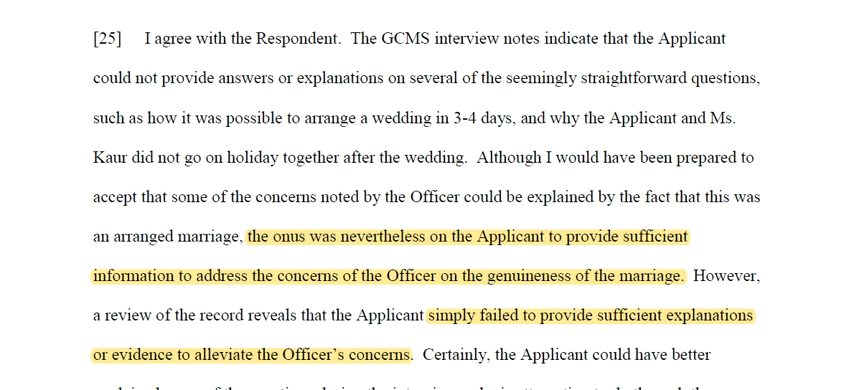 [25] I agree with the Respondent. The GCMS interview notes indicate that the Applicant
could not provide answers or explanations on several of the seemingly straightforward questions,
such as how it was possible to arrange a wedding in 3-4 days, and why the Applicant and Ms.
Kaur did not go on holiday together after the wedding. Although I would have been prepared to
accept that some of the concerns noted by the Officer could be explained by the fact that this was
an arranged marriage, the onus was nevertheless on the Applicant to provide sufficient
information to address the concerns of the Officer on the genuineness of the marriage. However,
a review of the record reveals that the Applicant simply failed to provide sufficient explanations
or evidence to alleviate the Officer's concerns. Certainly, the Applicant could have better